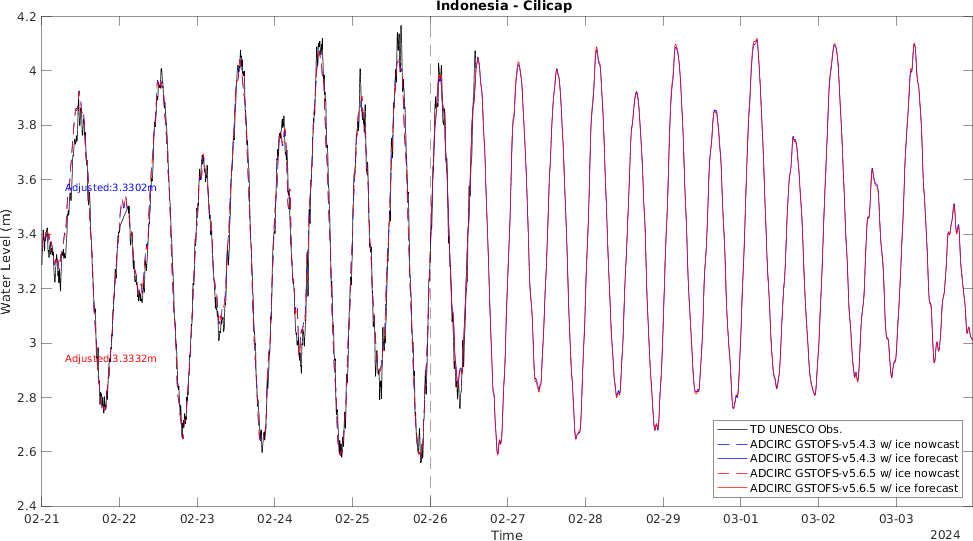 Indonesia - Cilicap
Water Level (m)
4.2
4
3.8
3.6
3.4
3.2
3
2.8
2.6
2.4
Adjusted:3.3302m
Adjusted:3.3332m
TD UNESCO Obs.
ADCIRC GSTOFS-v5.4.3 w/ ice nowcast
ADCIRC GSTOFS-v5.4.3 w/ ice forecast
ADCIRC GSTOFS-v5.6.5 w/ ice nowcast
ADCIRC GSTOFS-v5.6.5 w/ ice forecast
02-21 02-22 02-23 02-24 02-25 02-26 02-27 02-28 02-29 03-01 03-02 03-03
Time
2024